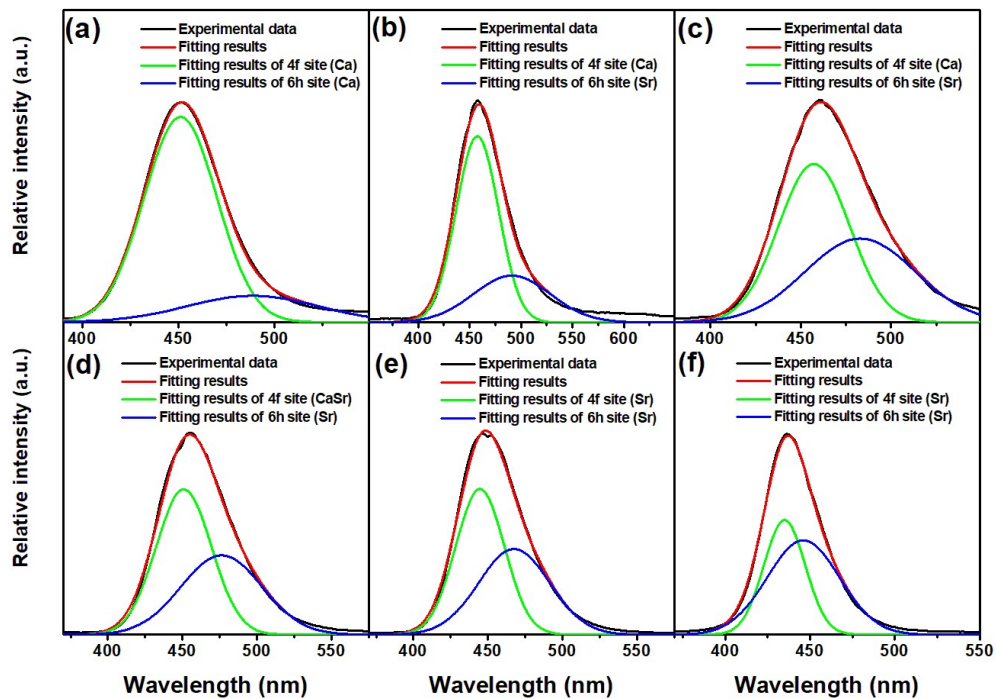 (a)
Experimental data
Fitting results
Fitting results of 4f site (Ca)
Fitting results of 6h site (Ca)
(b)
Experimental data
Fitting results
Fitting results of 4f site (Ca)
Fitting results of 6h site (Sr)
(c)
Experimental data
Fitting results
Fitting results of 4f site (Ca)
Fitting results of 6h site (Sr)
Relative intensity (a.u.)
400 450 500
400 450 500 550 600
400 450 500
(d)
Experimental data
Fitting results
Fitting results of 4f site (CaSr)
Fitting results of 6h site (Sr)
(e)
Experimental data
Fitting results
Fitting results of 4f site (Sr)
Fitting results of 6h site (Sr)
(f)
Experimental data
Fitting results
Fitting results of 4f site (Sr)
Fitting results of 6h site (Sr)
Relative intensity (a.u.)
400 450 500 550
400 450 500 550
400 450 500 550
Wavelength (nm)
Wavelength (nm)
Wavelength (nm)